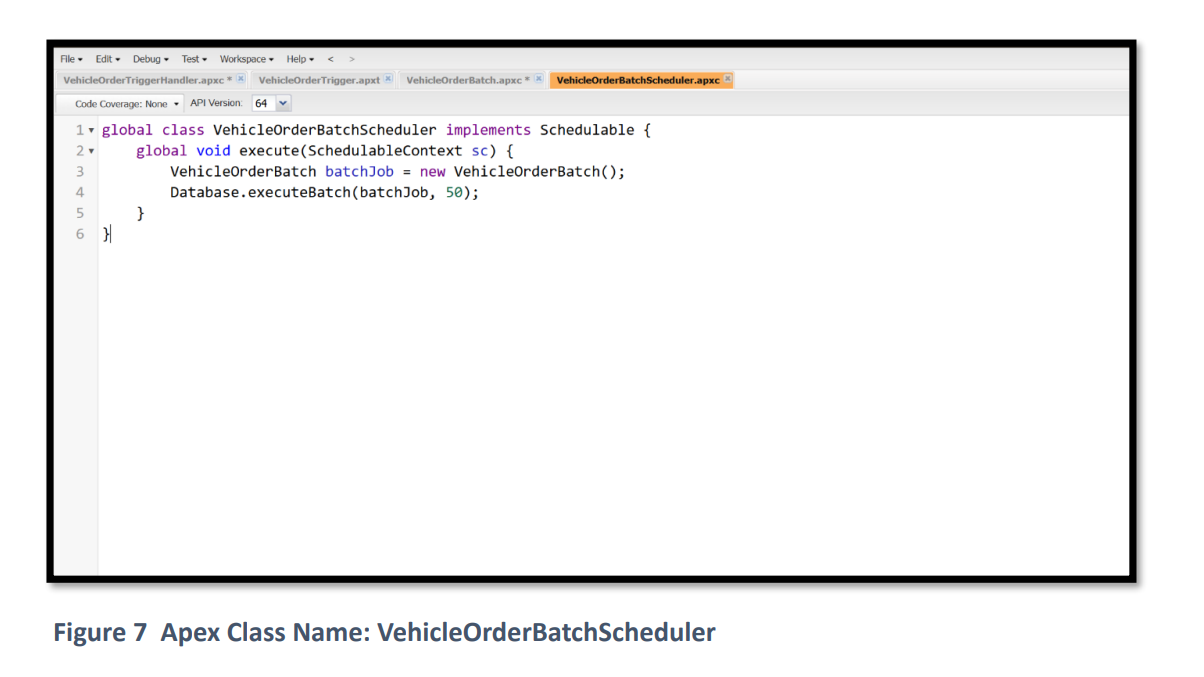 File ▾ Edit ▾ Debug ▾ Test ▾ Workspace ▾ Help ▾ < >
VehicleOrderTriggerHandler.apxc * VehicleOrderTrigger.apxt VehicleOrderBatch.apxc * VehicleOrderBatchScheduler.apxc
Code Coverage: None ▾ API Version: 64
1 ▾ global class VehicleOrderBatchScheduler implements Schedulable {
2 ▾     global void execute(SchedulableContext sc) {
3         VehicleOrderBatch batchJob = new VehicleOrderBatch();
4         Database.executeBatch(batchJob, 50);
5     }
6 }
Figure 7 Apex Class Name: VehicleOrderBatchScheduler